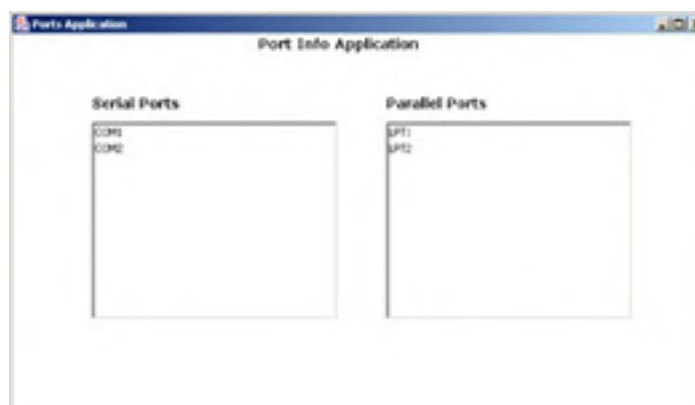 Ports Application
Port Info Application
Serial Ports
Parallel Ports
COM1
COM2
LPT1
LPT2